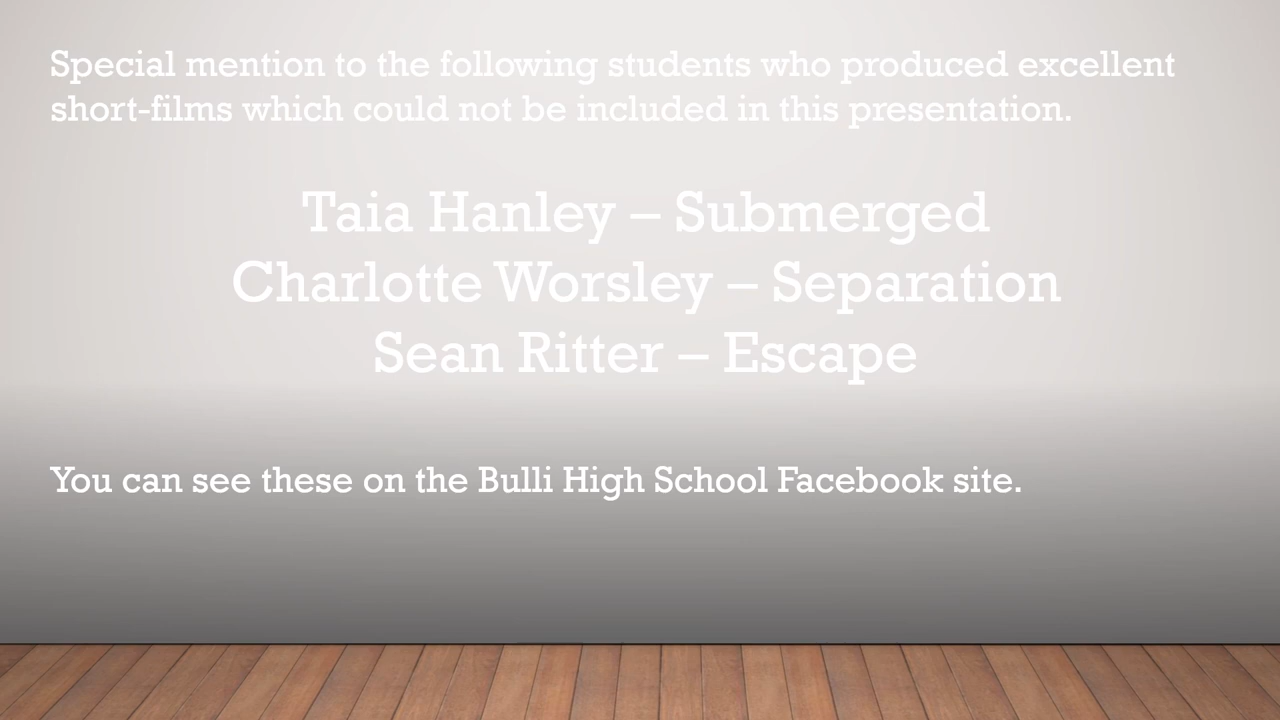 Special mention to the following students who produced excellent
short-films which could not be included in this presentation.
Taia Hanley – Submerged
Charlotte Worsley – Separation
Sean Ritter – Escape
You can see these on the Bulli High School Facebook site.